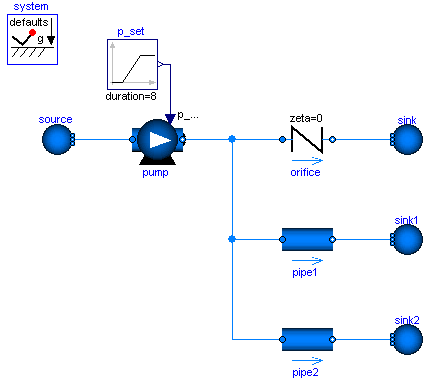 system
defaults
g
p_set
duration=8
p_...
source
pump
zeta=0
orifice
sink
sink1
pipe1
sink2
pipe2